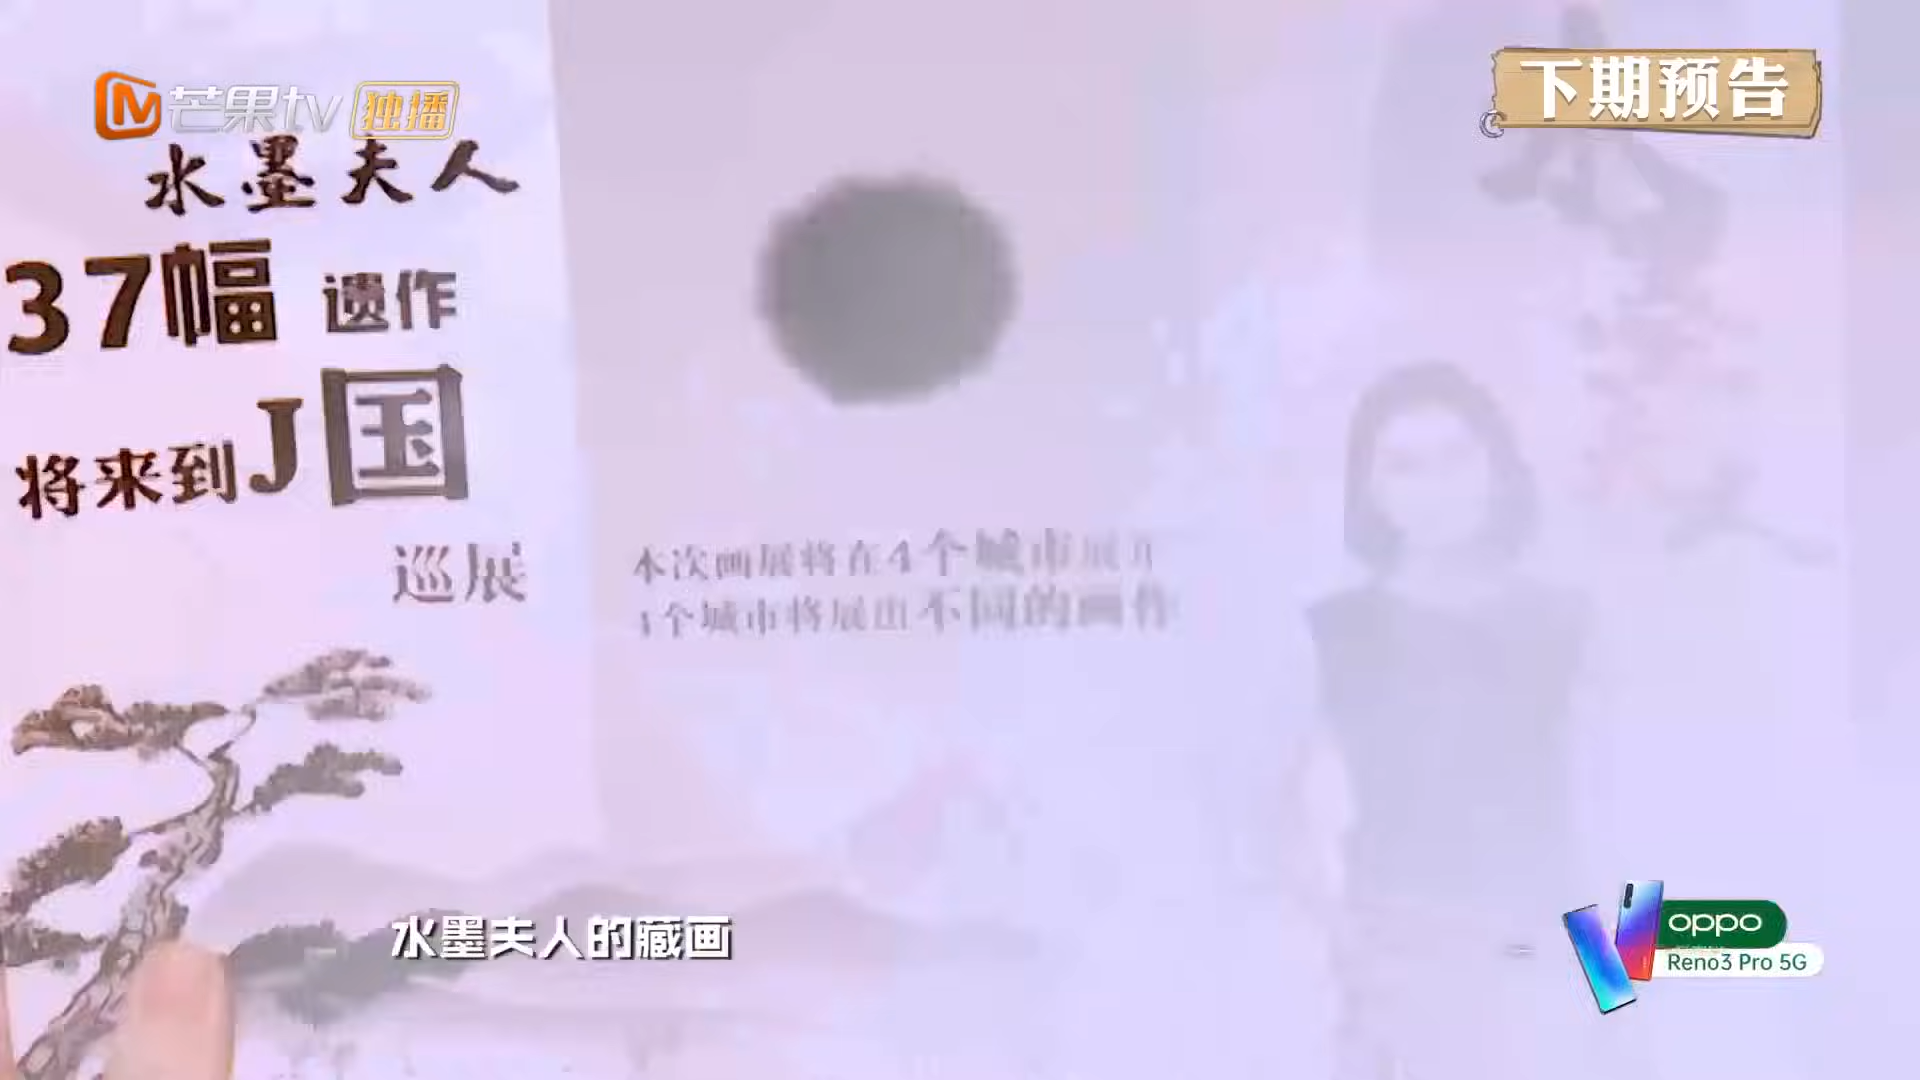 芒果tv 独播
下期预告
水墨夫人
37幅 遗作
将来到J国
巡展
本次画展将在4个城市展开
个城市将展出不同的画作
水墨夫人的藏画
oppo
Reno3 Pro 5G